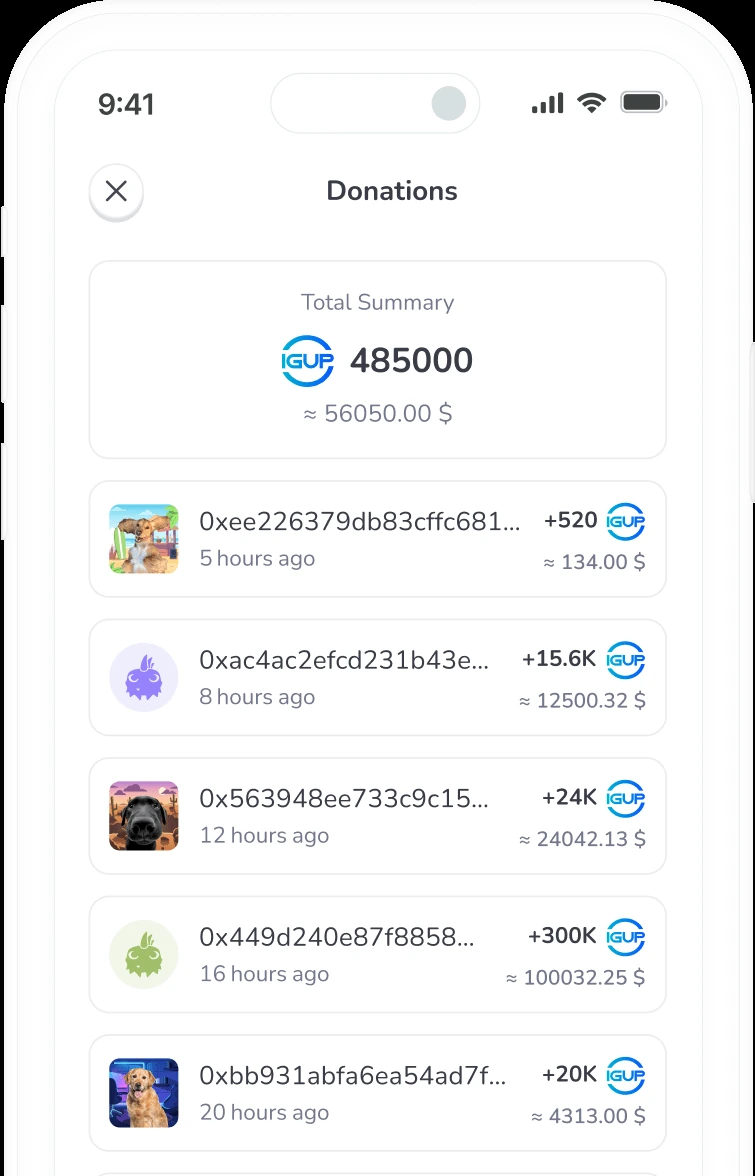 9:41
Donations
Total Summary
IGUP 485000
≈ 56050.00 $
0xee226379db83cffc681... +520 IGUP
5 hours ago ≈ 134.00 $
0xac4ac2efcd231b43e... +15.6K IGUP
8 hours ago ≈ 12500.32 $
0x563948ee733c9c15... +24K IGUP
12 hours ago ≈ 24042.13 $
0x449d240e87f8858... +300K IGUP
16 hours ago ≈ 100032.25 $
0xbb931abfa6ea54ad7f... +20K IGUP
20 hours ago ≈ 4313.00 $